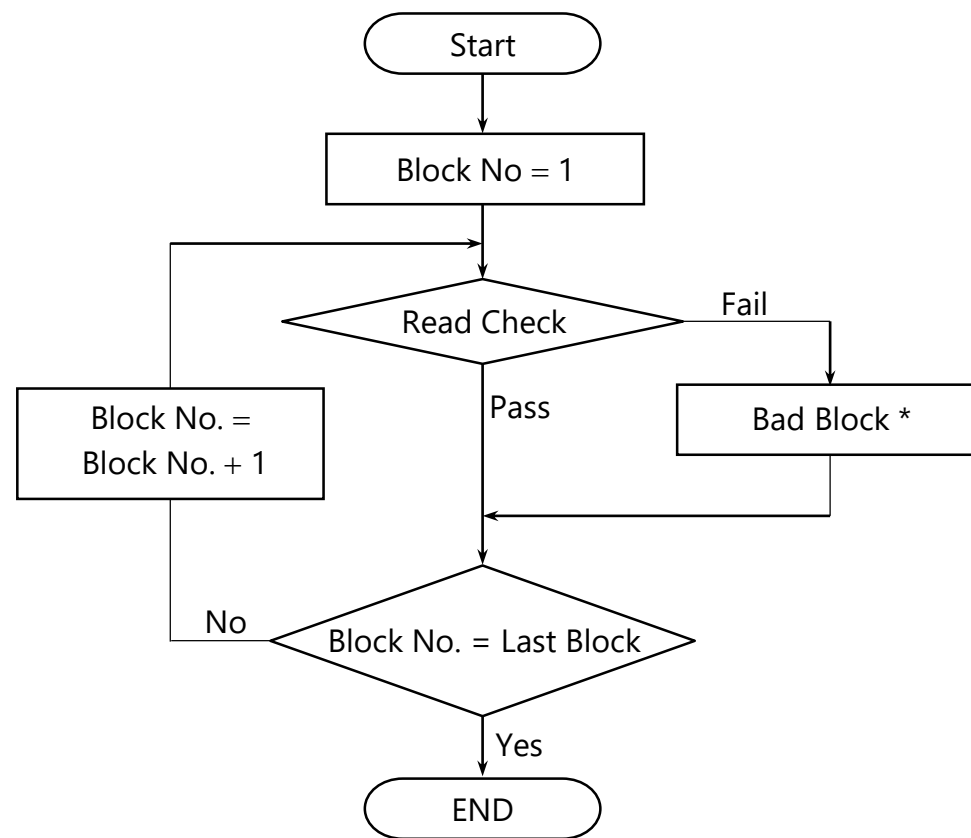 Start
Block No = 1
Read Check
Fail
Pass
Bad Block *
Block No. =
Block No. + 1
No
Block No. = Last Block
Yes
END